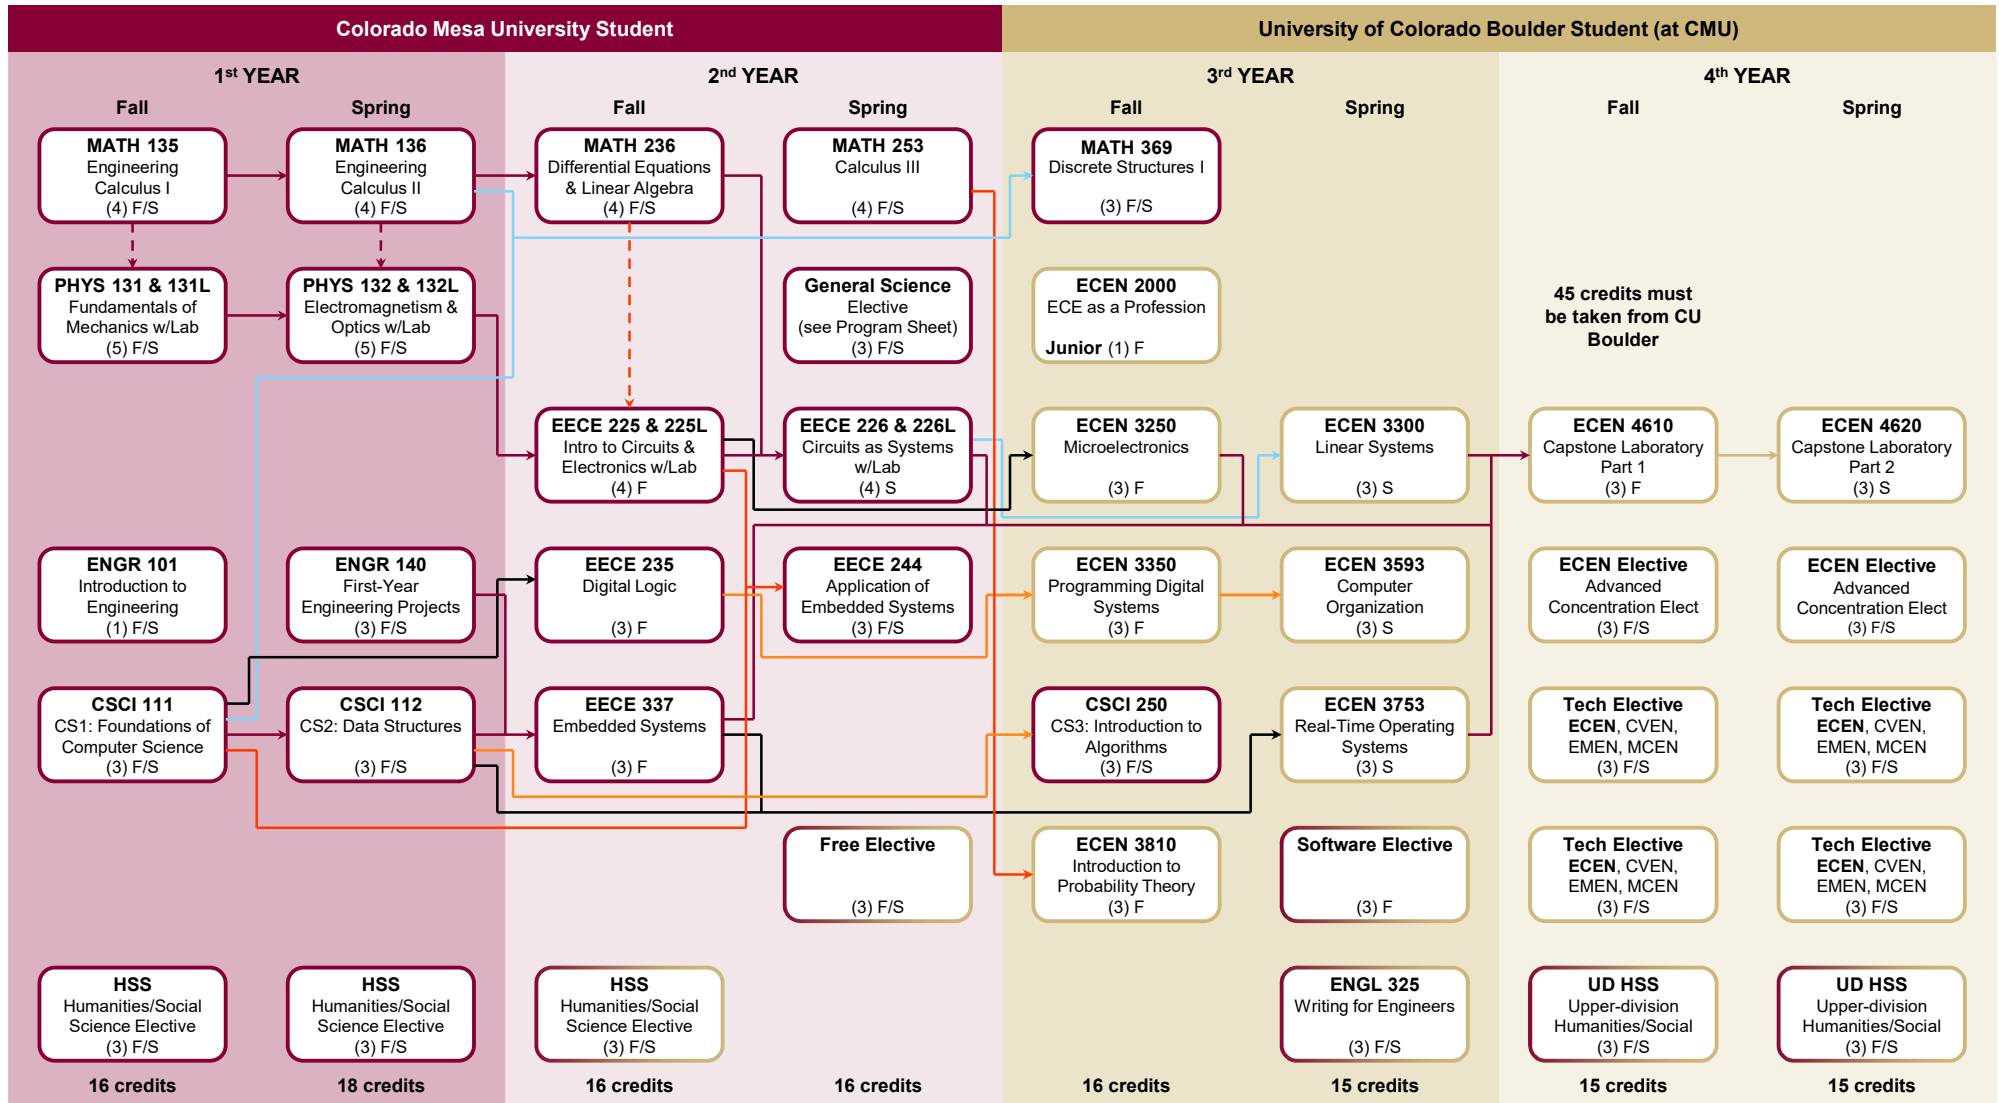 Colorado Mesa University Student
University of Colorado Boulder Student (at CMU)
1st YEAR
2nd YEAR
3rd YEAR
4th YEAR
Fall
Spring
Fall
Spring
Fall
Spring
Fall
Spring
MATH 135
Engineering
Calculus I
(4) F/S
MATH 136
Engineering
Calculus II
(4) F/S
MATH 236
Differential Equations
& Linear Algebra
(4) F/S
MATH 253
Calculus III
(4) F/S
MATH 369
Discrete Structures I
(3) F/S
PHYS 131 & 131L
Fundamentals of
Mechanics w/Lab
(5) F/S
PHYS 132 & 132L
Electromagnetism &
Optics w/Lab
(5) F/S
General Science
Elective
(see Program Sheet)
(3) F/S
ECEN 2000
ECE as a Profession
Junior (1) F
45 credits must
be taken from CU
Boulder
EECE 225 & 225L
Intro to Circuits &
Electronics w/Lab
(4) F
EECE 226 & 226L
Circuits as Systems
w/Lab
(4) S
ECEN 3250
Microelectronics
(3) F
ECEN 3300
Linear Systems
(3) S
ECEN 4610
Capstone Laboratory
Part 1
(3) F
ECEN 4620
Capstone Laboratory
Part 2
(3) S
ENGR 101
Introduction to
Engineering
(1) F/S
ENGR 140
First-Year
Engineering Projects
(3) F/S
EECE 235
Digital Logic
(3) F
EECE 244
Application of
Embedded Systems
(3) F/S
ECEN 3350
Programming Digital
Systems
(3) F
ECEN 3593
Computer
Organization
(3) S
ECEN Elective
Advanced
Concentration Elect
(3) F/S
ECEN Elective
Advanced
Concentration Elect
(3) F/S
CSCI 111
CS1: Foundations of
Computer Science
(3) F/S
CSCI 112
CS2: Data Structures
(3) F/S
EECE 337
Embedded Systems
(3) F
CSCI 250
CS3: Introduction to
Algorithms
(3) F/S
ECEN 3753
Real-Time Operating
Systems
(3) S
Tech Elective
ECEN, CVEN,
EMEN, MCEN
(3) F/S
Tech Elective
ECEN, CVEN,
EMEN, MCEN
(3) F/S
Free Elective
(3) F/S
ECEN 3810
Introduction to
Probability Theory
(3) F
Software Elective
(3) F
Tech Elective
ECEN, CVEN,
EMEN, MCEN
(3) F/S
Tech Elective
ECEN, CVEN,
EMEN, MCEN
(3) F/S
HSS
Humanities/Social
Science Elective
(3) F/S
HSS
Humanities/Social
Science Elective
(3) F/S
HSS
Humanities/Social
Science Elective
(3) F/S
ENGL 325
Writing for Engineers
(3) F/S
UD HSS
Upper-division
Humanities/Social
(3) F/S
UD HSS
Upper-division
Humanities/Social
(3) F/S
16 credits
18 credits
16 credits
16 credits
16 credits
15 credits
15 credits
15 credits